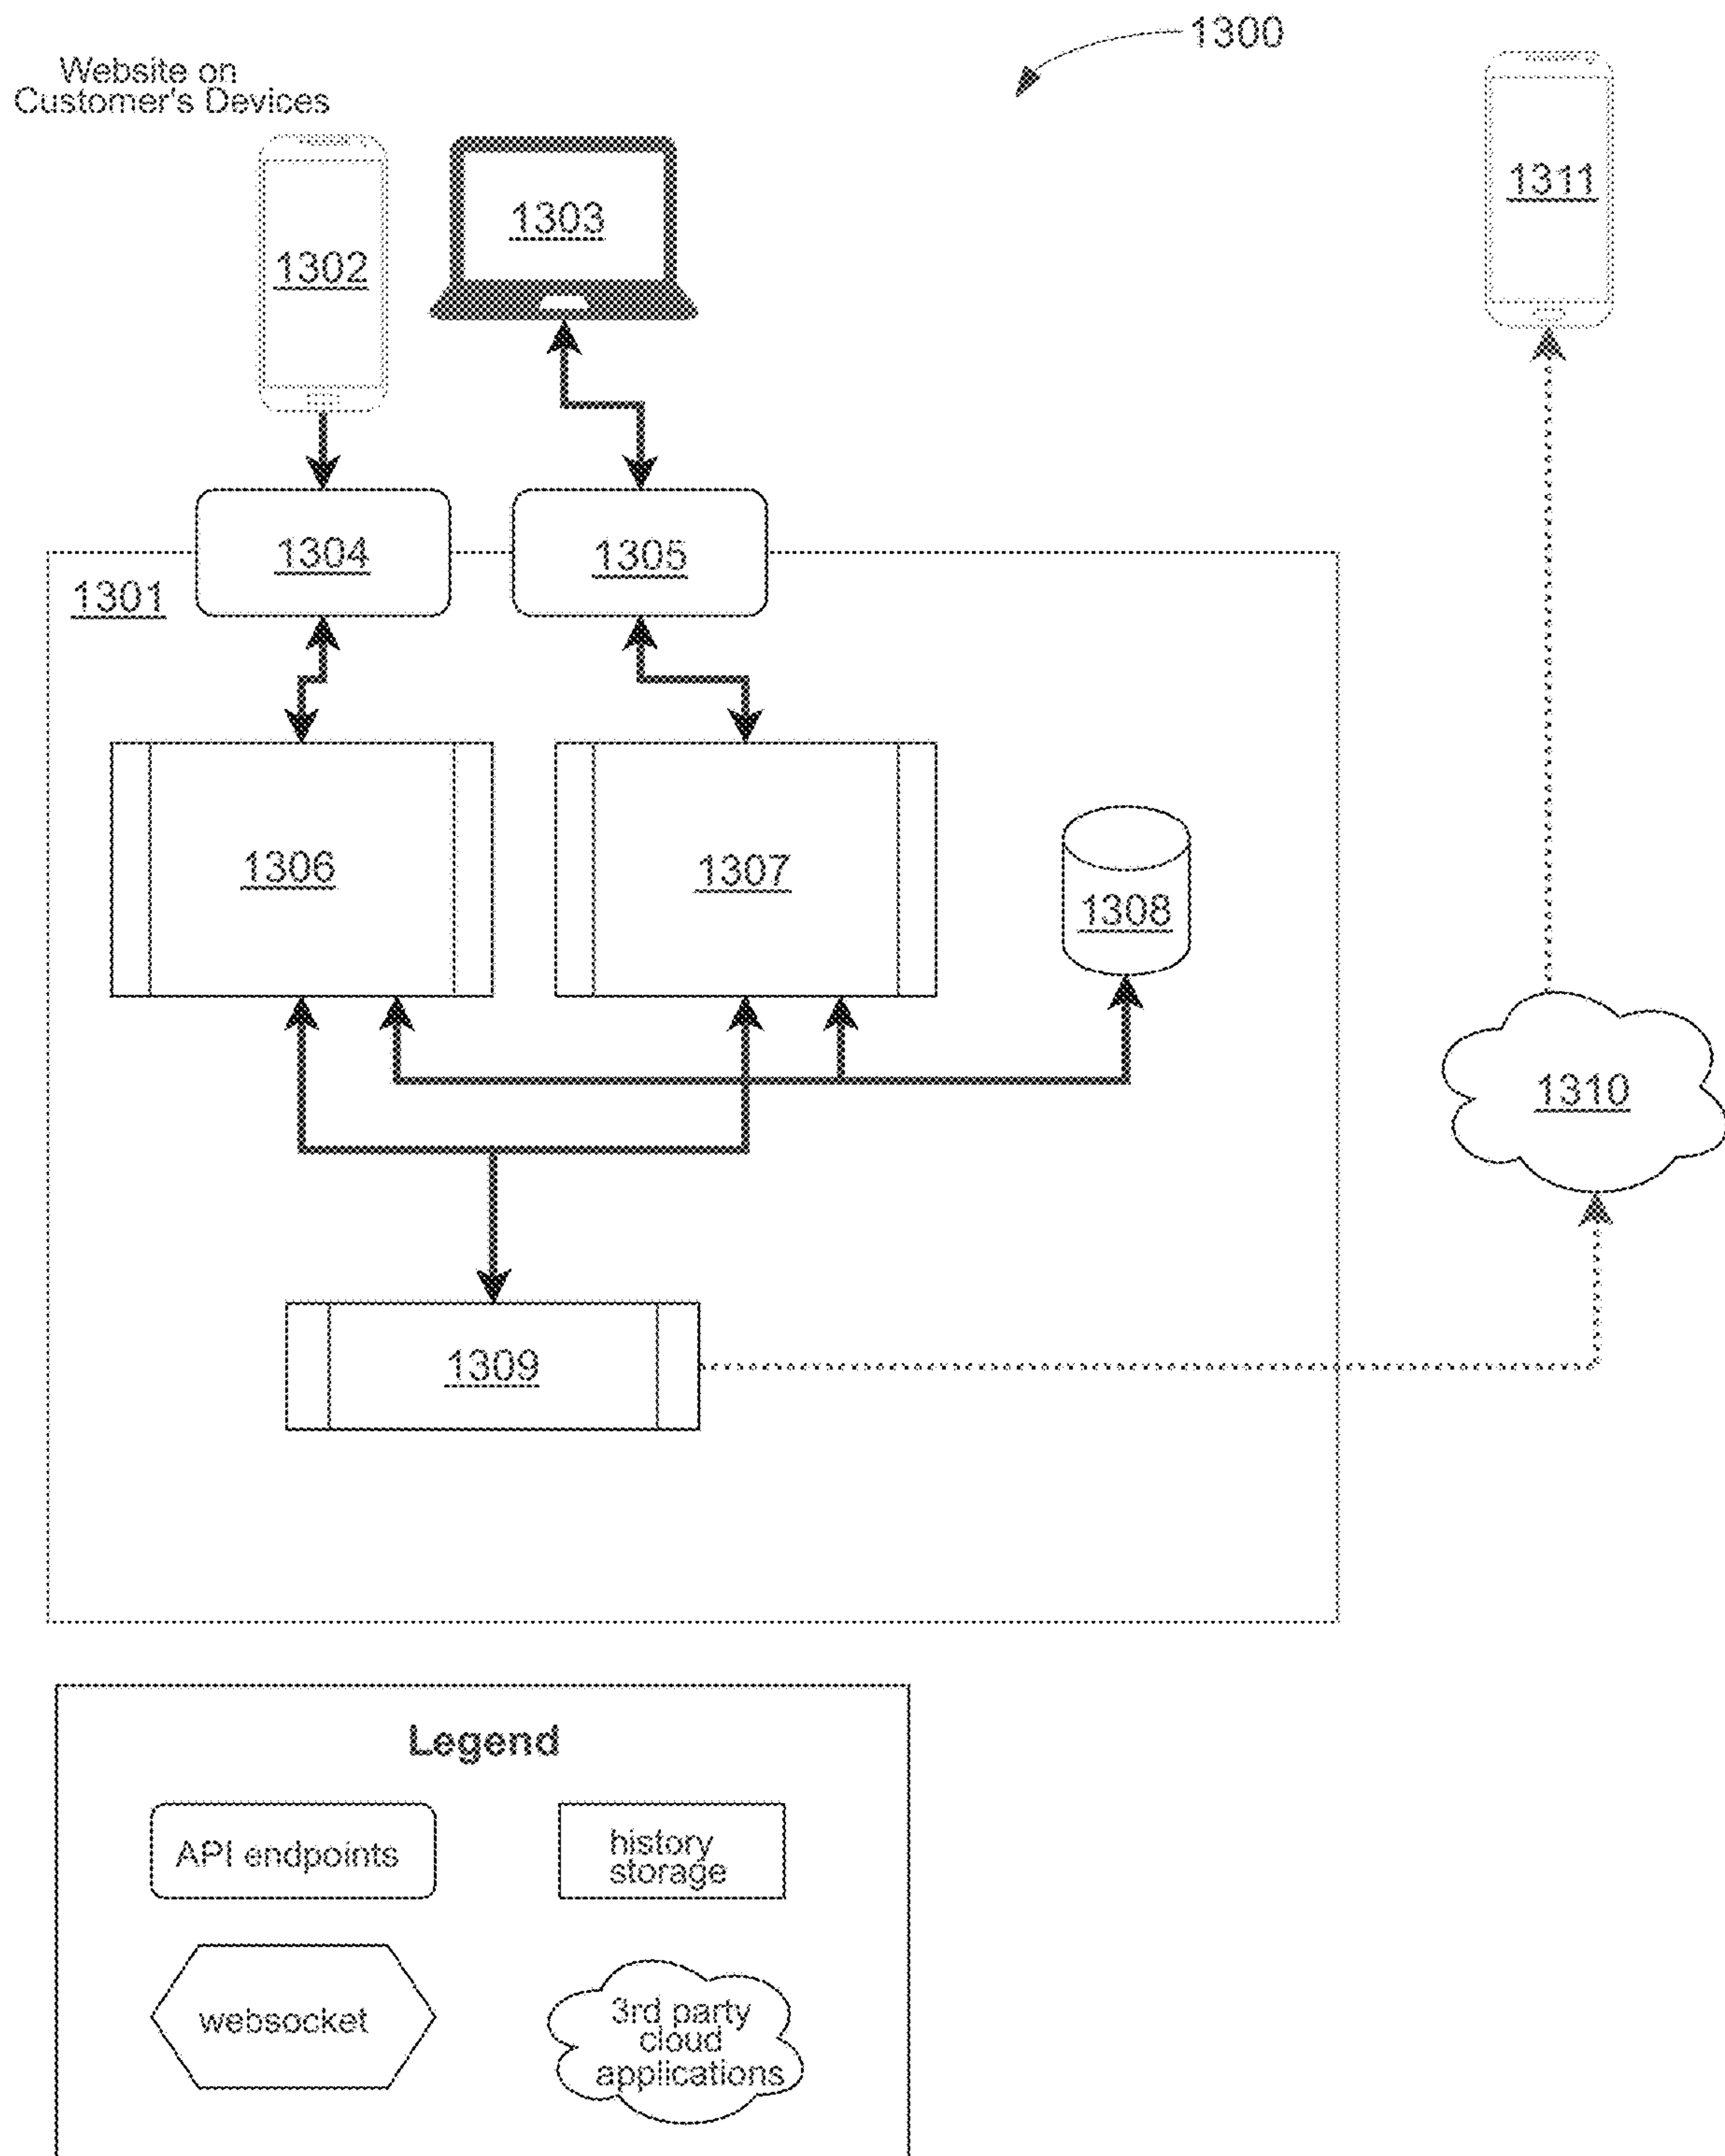 1300
Website on
Customer's Devices
1311
1303
1302
1304
1305
1301
1306
1307
1308
1310
1309
Legend
API endpoints
history
storage
websocket
3rd party
cloud
applications